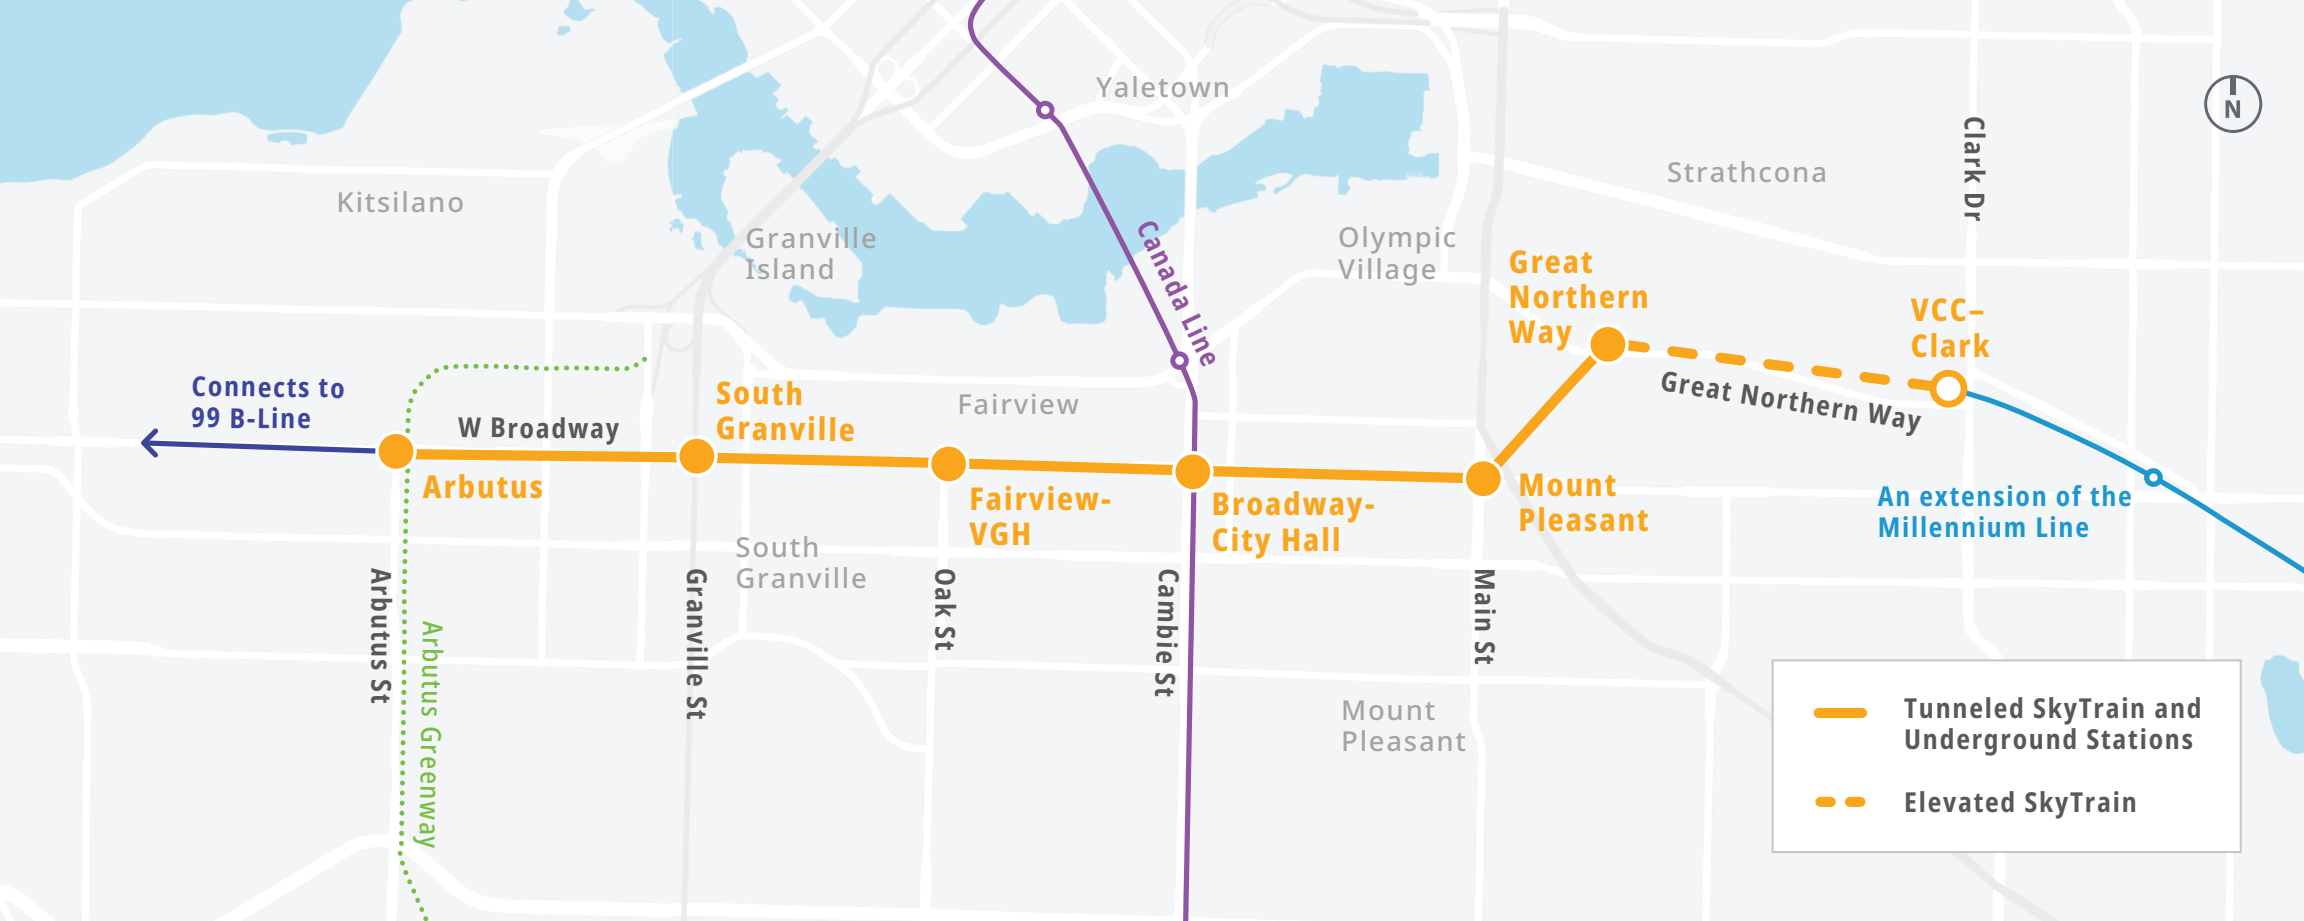 Yaletown
N
Clark Dr
Strathcona
Kitsilano
Granville
Island
Canada Line
Olympic
Village
Great
Northern
Way
VCC–
Clark
Connects to
99 B-Line
W Broadway
South
Granville
Fairview
Great Northern Way
Arbutus
Fairview-
VGH
Broadway-
City Hall
Mount
Pleasant
An extension of the
Millennium Line
South
Granville
Arbutus St
Arbutus Greenway
Granville St
Oak St
Cambie St
Main St
Mount
Pleasant
Tunneled SkyTrain and
Underground Stations
Elevated SkyTrain